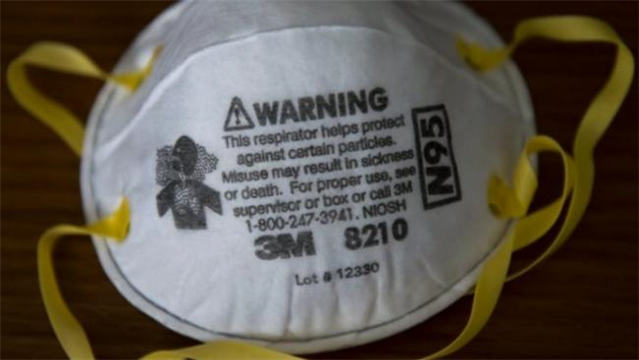 ⚠WARNING
This respirator helps protect
against certain particles.
Misuse may result in sickness
or death. For proper use, see
supervisor or box or call 3M
1-800-247-3941. NIOSH
N95
3M 8210
Lot # 12330